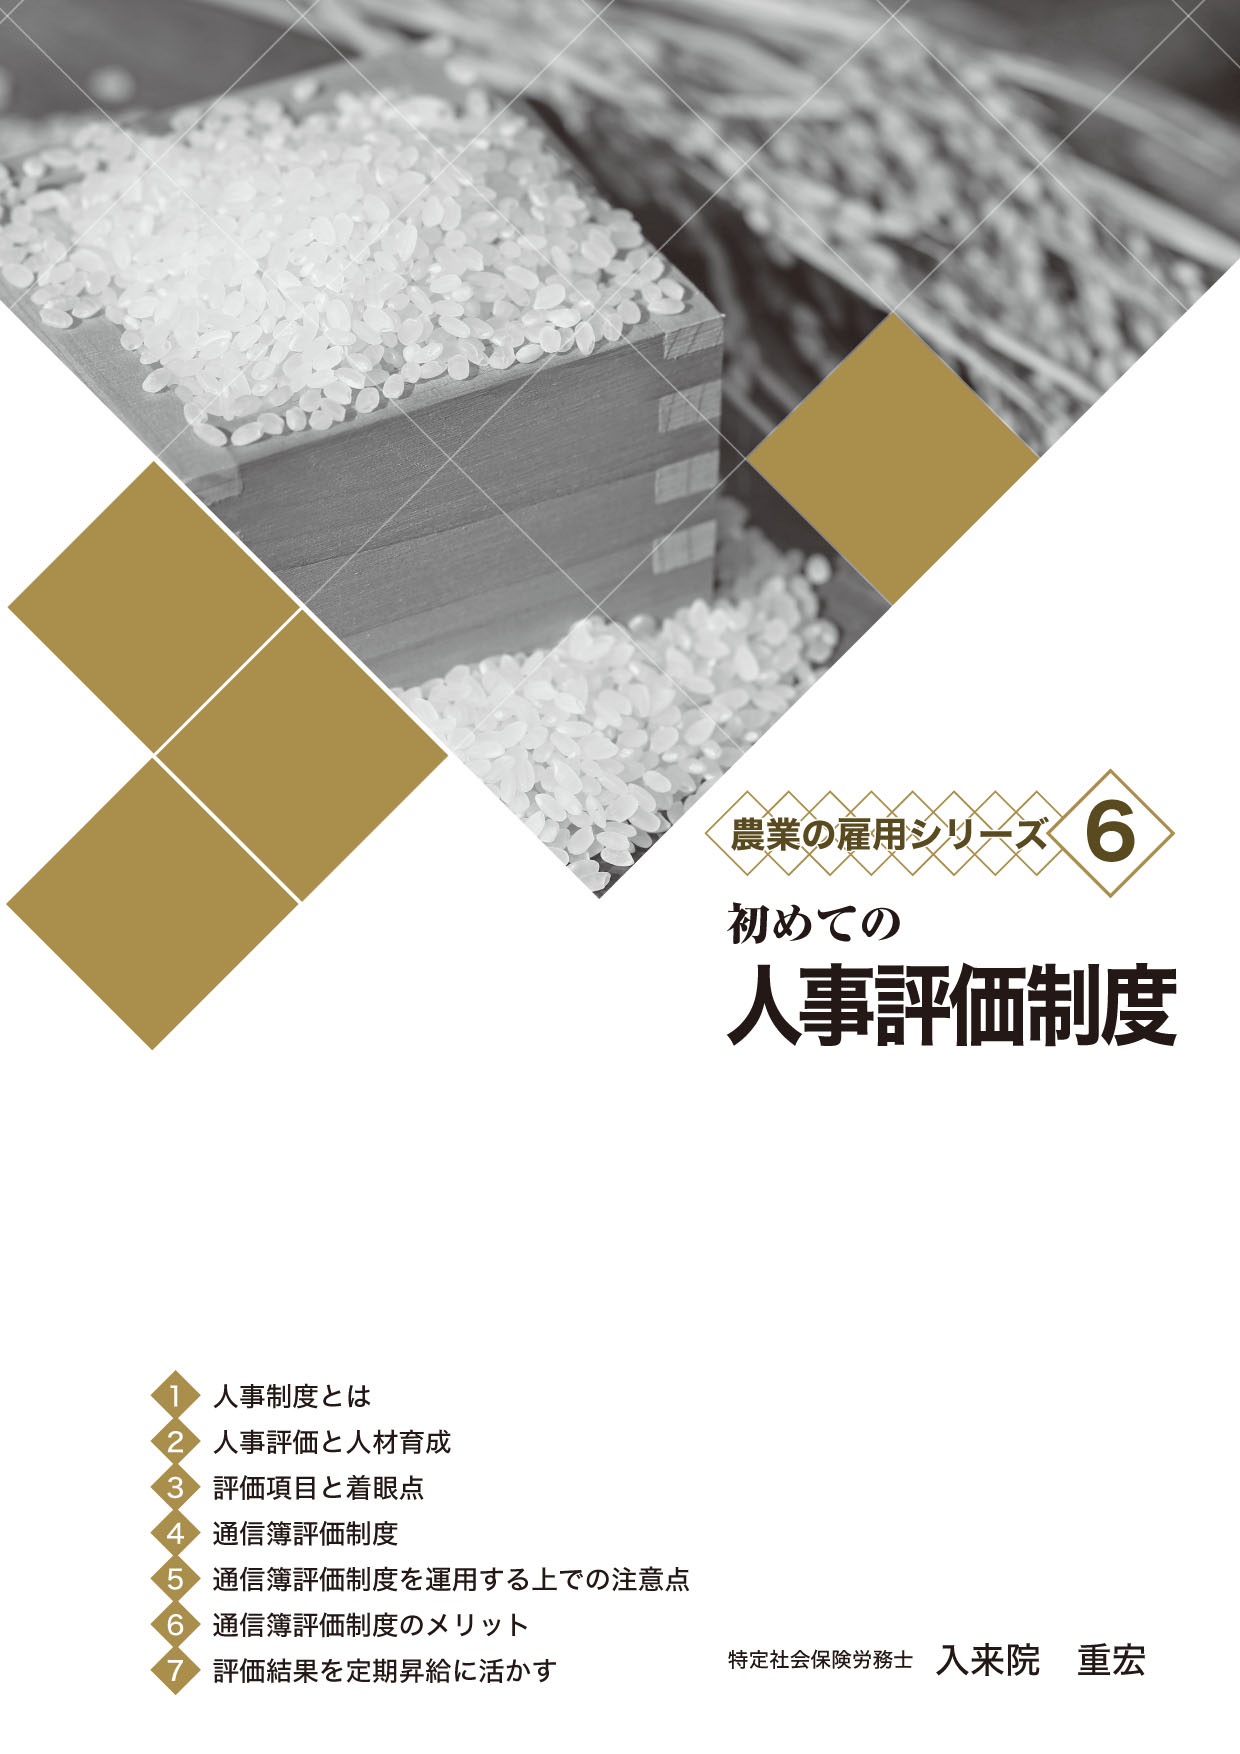 農業の雇用シリーズ 6
初めての
人事評価制度
1 人事制度とは
2 人事評価と人材育成
3 評価項目と着眼点
4 通信簿評価制度
5 通信簿評価制度を運用する上での注意点
6 通信簿評価制度のメリット
7 評価結果を定期昇給に活かす
特定社会保険労務士 入来院 重宏